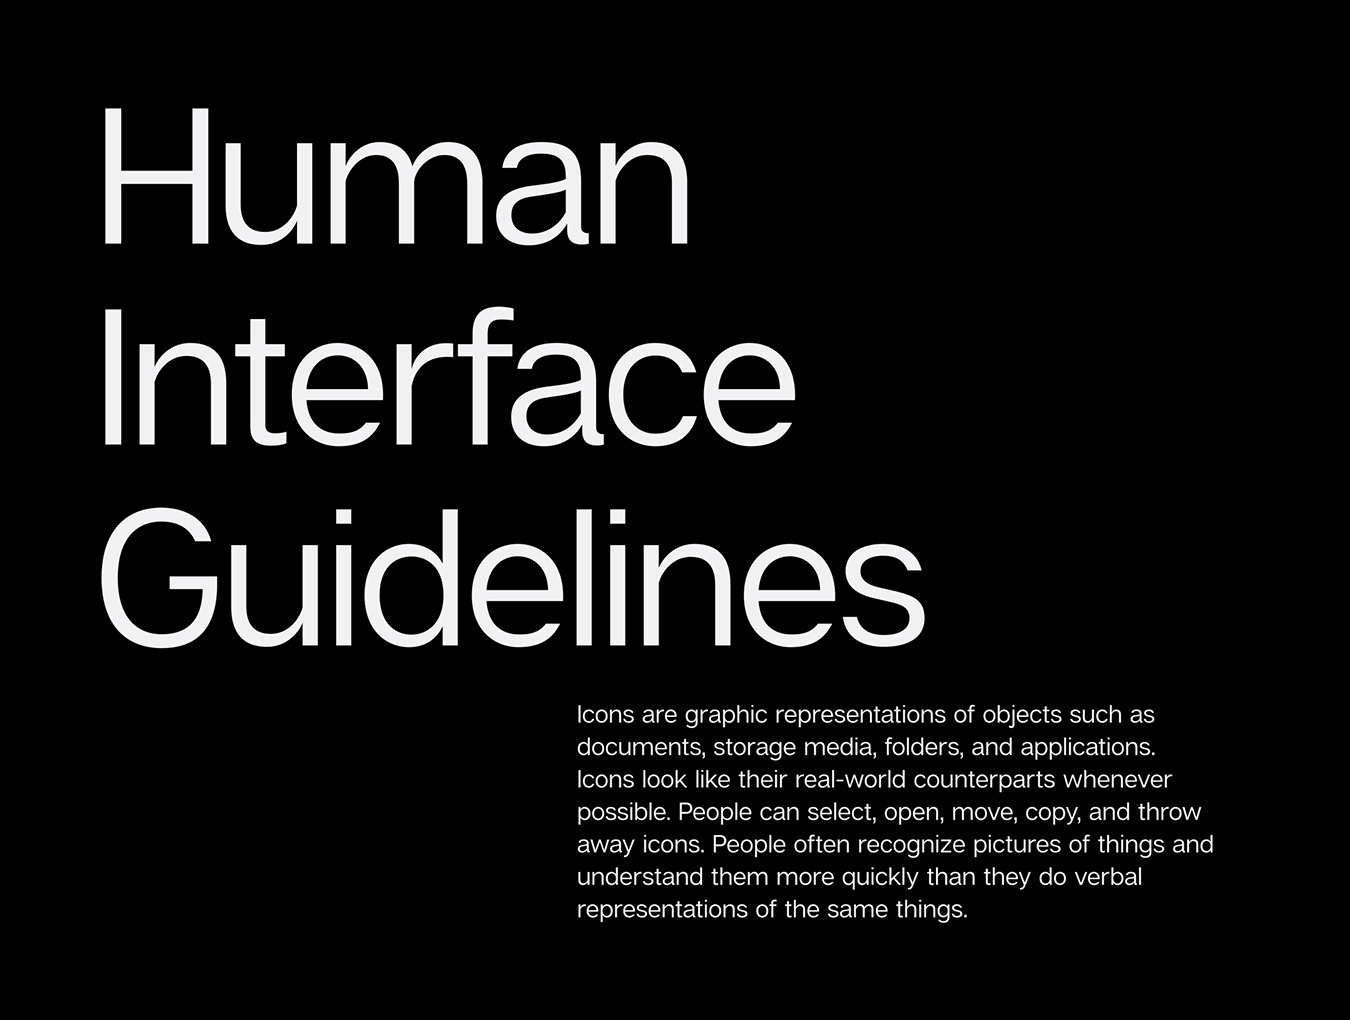 Human
Interface
Guidelines
Icons are graphic representations of objects such as
documents, storage media, folders, and applications.
Icons look like their real-world counterparts whenever
possible. People can select, open, move, copy, and throw
away icons. People often recognize pictures of things and
understand them more quickly than they do verbal
representations of the same things.